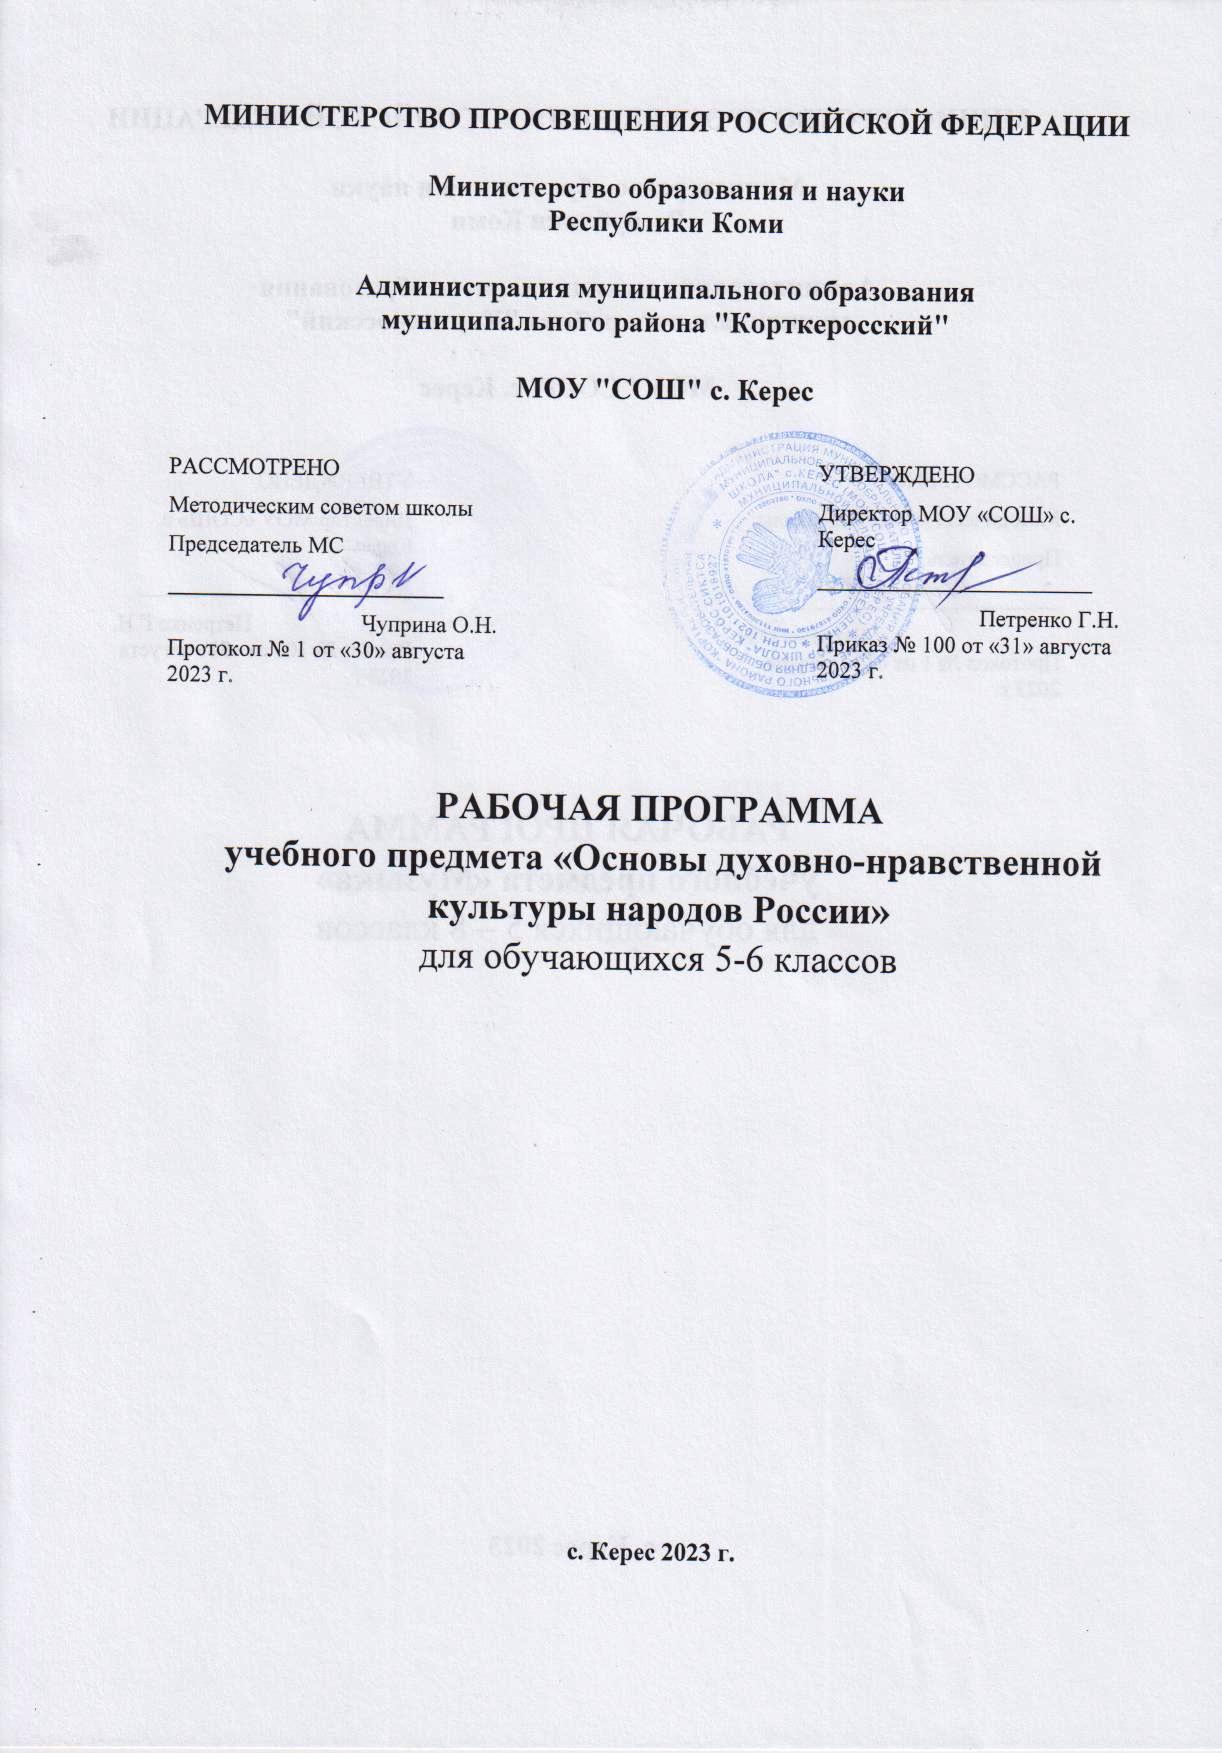 МИНИСТЕРСТВО ПРОСВЕЩЕНИЯ РОССИЙСКОЙ ФЕДЕРАЦИИ
Министерство образования и науки
Республики Коми
Администрация муниципального образования
муниципального района "Корткеросский"
МОУ "СОШ" с. Керес
РАССМОТРЕНО
Методическим советом школы
Председатель МС
Чупр
Чуприна О.Н.
Протокол № 1 от «30» августа
2023 г.
УТВЕРЖДЕНО
Директор МОУ «СОШ» с.
Керес
Петр
Петренко Г.Н.
Приказ № 100 от «31» августа
2023 г.
РАБОЧАЯ ПРОГРАММА
учебного предмета «Основы духовно-нравственной
культуры народов России»
для обучающихся 5-6 классов
с. Керес 2023 г.